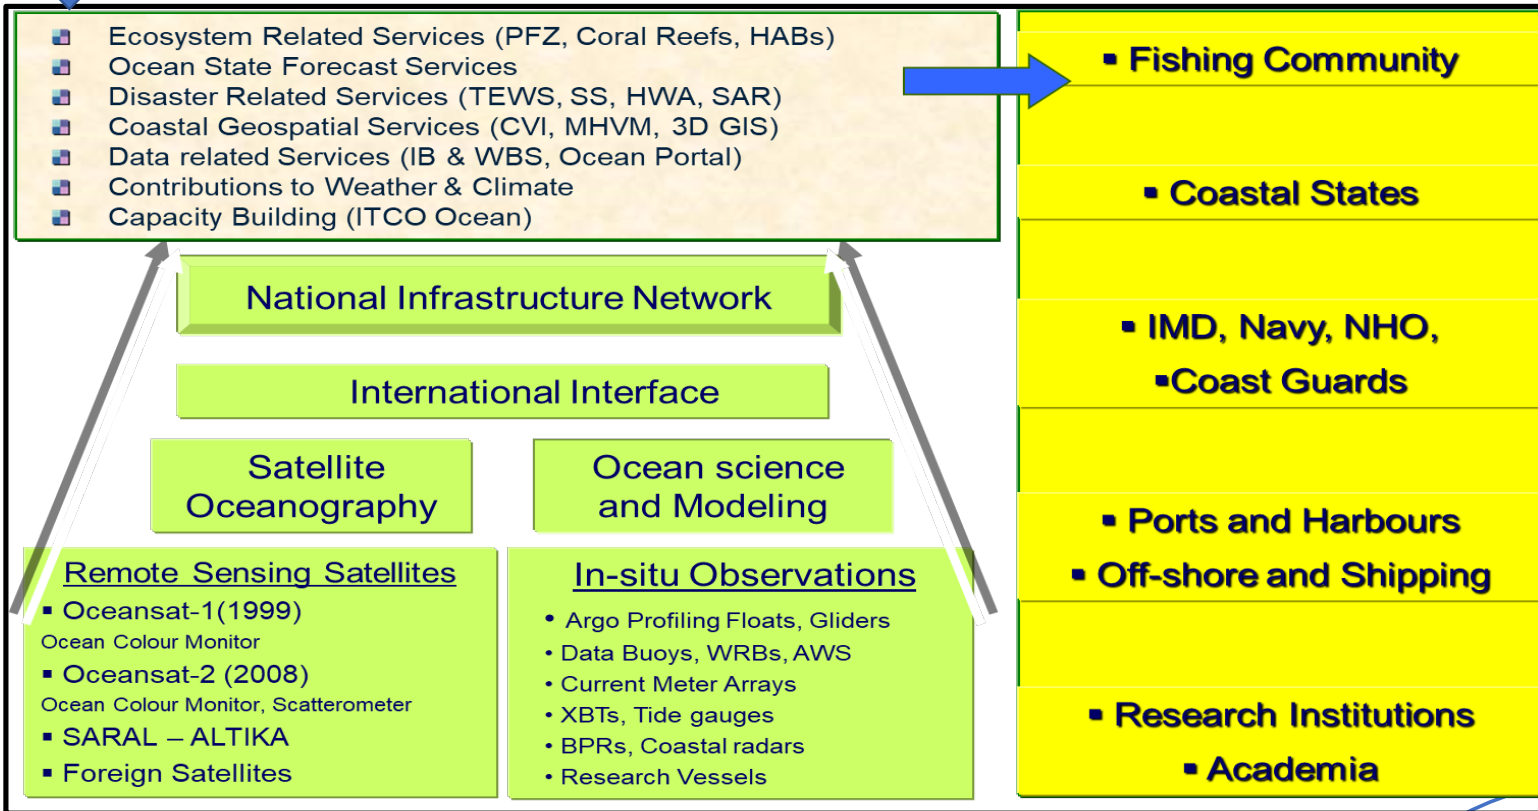 ▪ Ecosystem Related Services (PFZ, Coral Reefs, HABs)
▪ Ocean State Forecast Services
▪ Disaster Related Services (TEWS, SS, HWA, SAR)
▪ Coastal Geospatial Services (CVI, MHVM, 3D GIS)
▪ Data related Services (IB & WBS, Ocean Portal)
▪ Contributions to Weather & Climate
▪ Capacity Building (ITCO Ocean)
National Infrastructure Network
International Interface
Satellite
Oceanography
Ocean science
and Modeling
Remote Sensing Satellites
▪ Oceansat-1(1999)
Ocean Colour Monitor
▪ Oceansat-2 (2008)
Ocean Colour Monitor, Scatterometer
▪ SARAL – ALTIKA
▪ Foreign Satellites
In-situ Observations
• Argo Profiling Floats, Gliders
• Data Buoys, WRBs, AWS
• Current Meter Arrays
• XBTs, Tide gauges
• BPRs, Coastal radars
• Research Vessels
▪ Fishing Community
▪ Coastal States
▪ IMD, Navy, NHO,
▪Coast Guards
▪ Ports and Harbours
▪ Off-shore and Shipping
▪ Research Institutions
▪ Academia